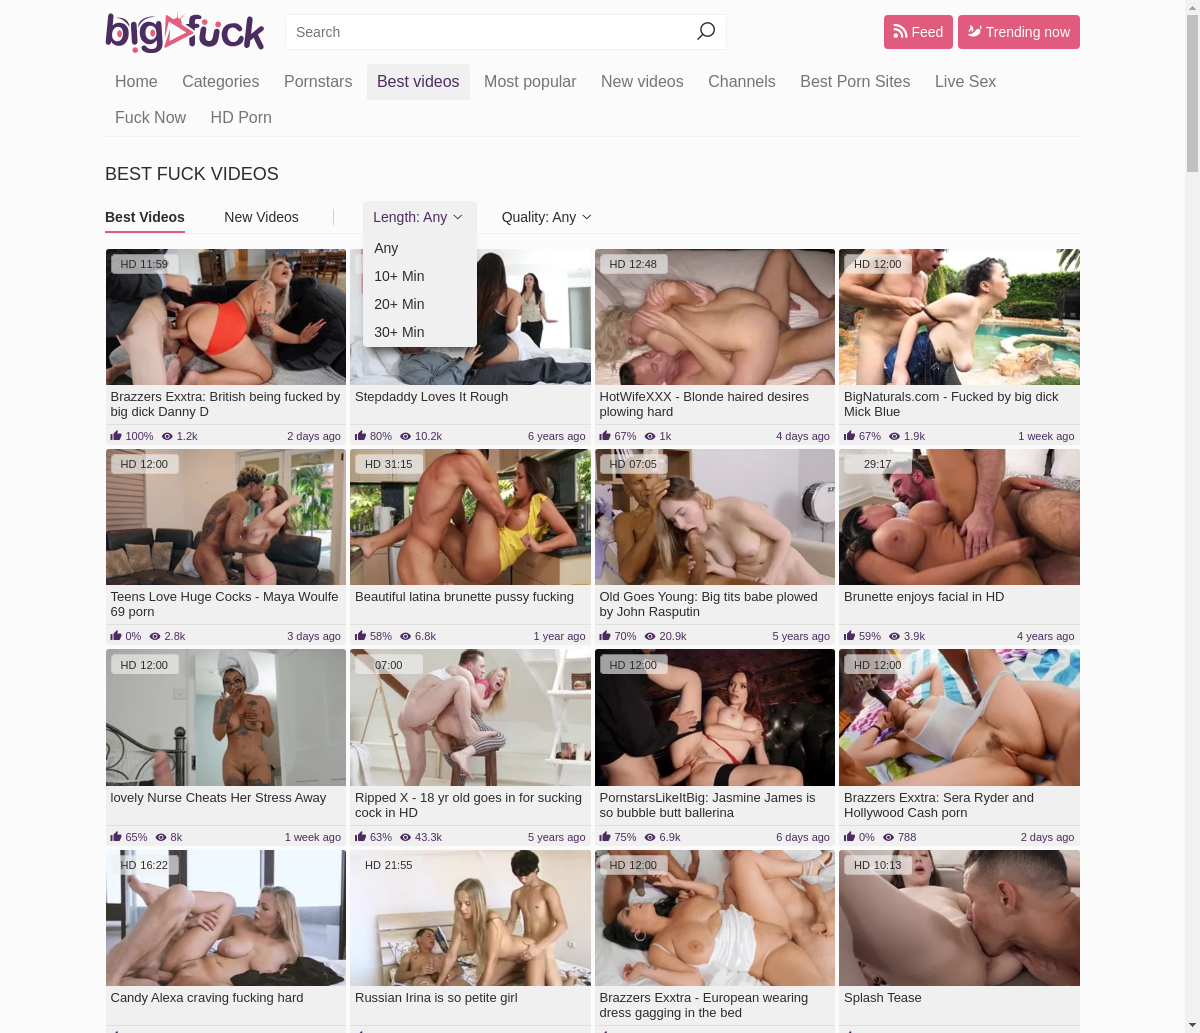 bigfuck
Search
Feed
Trending now
Home Categories Pornstars Best videos Most popular New videos Channels Best Porn Sites Live Sex
Fuck Now HD Porn
BEST FUCK VIDEOS
Best Videos New Videos Length: Any Quality: Any
Any
10+ Min
20+ Min
30+ Min
HD 11:59
HD 12:48
HD 12:00
Brazzers Exxtra: British being fucked by
big dick Danny D
100% 1.2k 2 days ago
Stepdaddy Loves It Rough
80% 10.2k 6 years ago
HotWifeXXX - Blonde haired desires
plowing hard
67% 1k 4 days ago
BigNaturals.com - Fucked by big dick
Mick Blue
67% 1.9k 1 week ago
HD 12:00
HD 31:15
HD 07:05
29:17
Teens Love Huge Cocks - Maya Woulfe
69 porn
0% 2.8k 3 days ago
Beautiful latina brunette pussy fucking
58% 6.8k 1 year ago
Old Goes Young: Big tits babe plowed
by John Rasputin
70% 20.9k 5 years ago
Brunette enjoys facial in HD
59% 3.9k 4 years ago
HD 12:00
07:00
HD 12:00
HD 12:00
lovely Nurse Cheats Her Stress Away
65% 8k 1 week ago
Ripped X - 18 yr old goes in for sucking
cock in HD
63% 43.3k 5 years ago
PornstarsLikeItBig: Jasmine James is
so bubble butt ballerina
75% 6.9k 6 days ago
Brazzers Exxtra: Sera Ryder and
Hollywood Cash porn
0% 788 2 days ago
HD 16:22
HD 21:55
HD 12:00
HD 10:13
Candy Alexa craving fucking hard
Russian Irina is so petite girl
Brazzers Exxtra - European wearing
dress gagging in the bed
Splash Tease